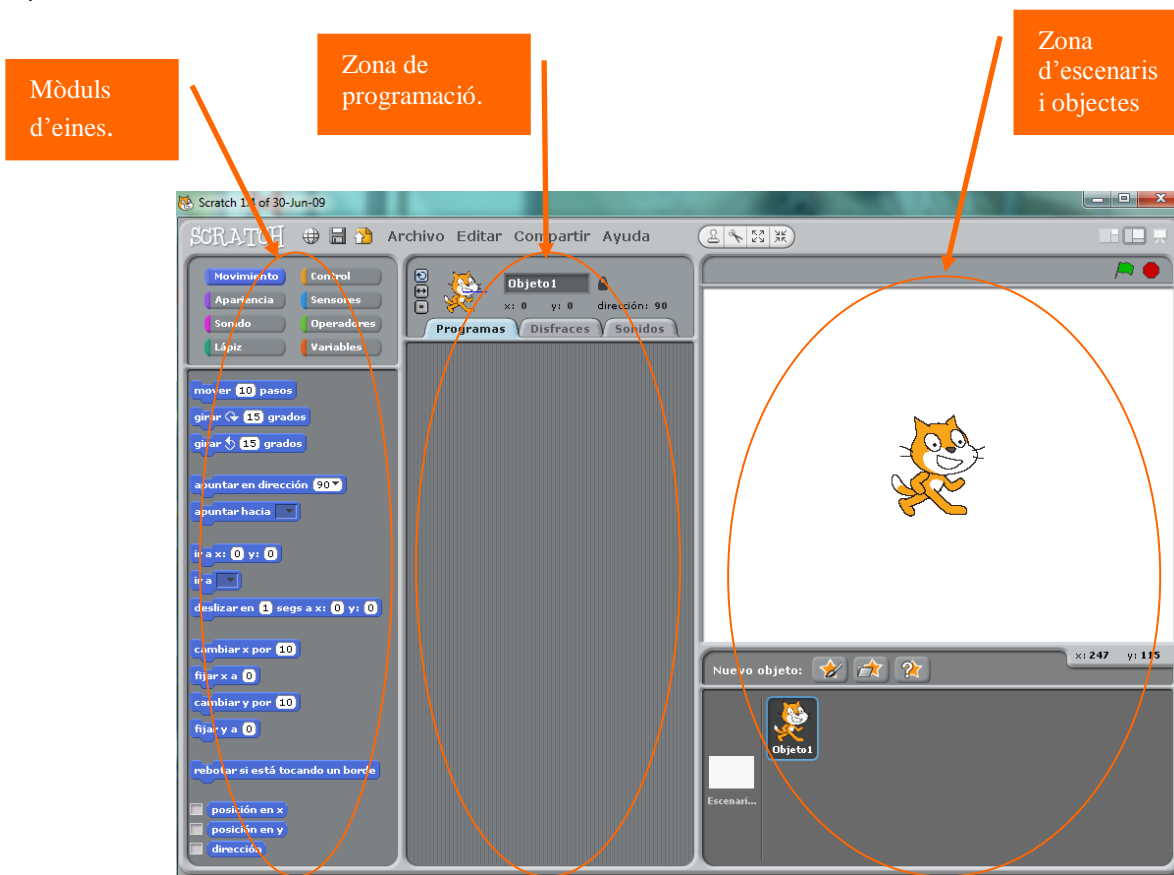 Mòduls
d’eines.
Zona de
programació.
Zona
d’escenaris
i objectes
Scratch 1.4 of 30-Jun-09
SCRATCH
Archivo Editar Compartir Ayuda
Movimiento Control
Apariencia Sensores
Sonido Operadores
Lápiz Variables
mover 10 pasos
girar 15 grados
girar 15 grados
apuntar en dirección 90
apuntar hacia
ir a x: 0 y: 0
ir a
deslizar en 1 segs a x: 0 y: 0
cambiar x por 10
fijar x a 0
cambiar y por 10
fijar y a 0
rebotar si está tocando un borde
posición en x
posición en y
dirección
Objeto1
x: 0 y: 0 dirección: 90
Programas Disfraces Sonidos
x: 247 y: 115
Nuevo objeto:
Objeto1
Escenari...